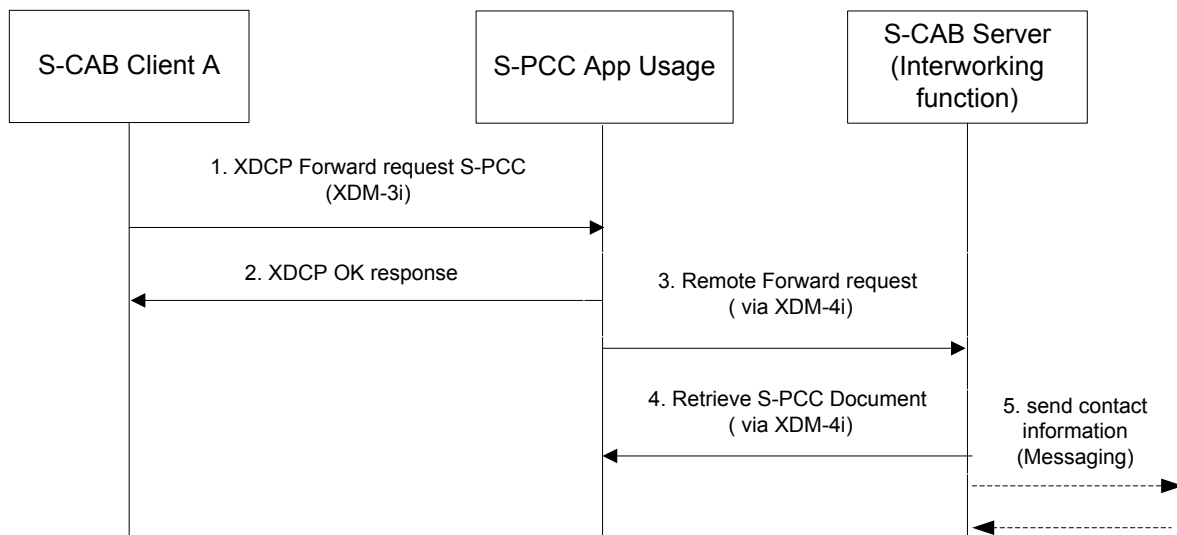 S-CAB Client A
S-PCC App Usage
S-CAB Server
(Interworking
function)
1. XDCP Forward request S-PCC
(XDM-3i)
2. XDCP OK response
3. Remote Forward request
( via XDM-4i)
4. Retrieve S-PCC Document
( via XDM-4i)
5. send contact
information
(Messaging)